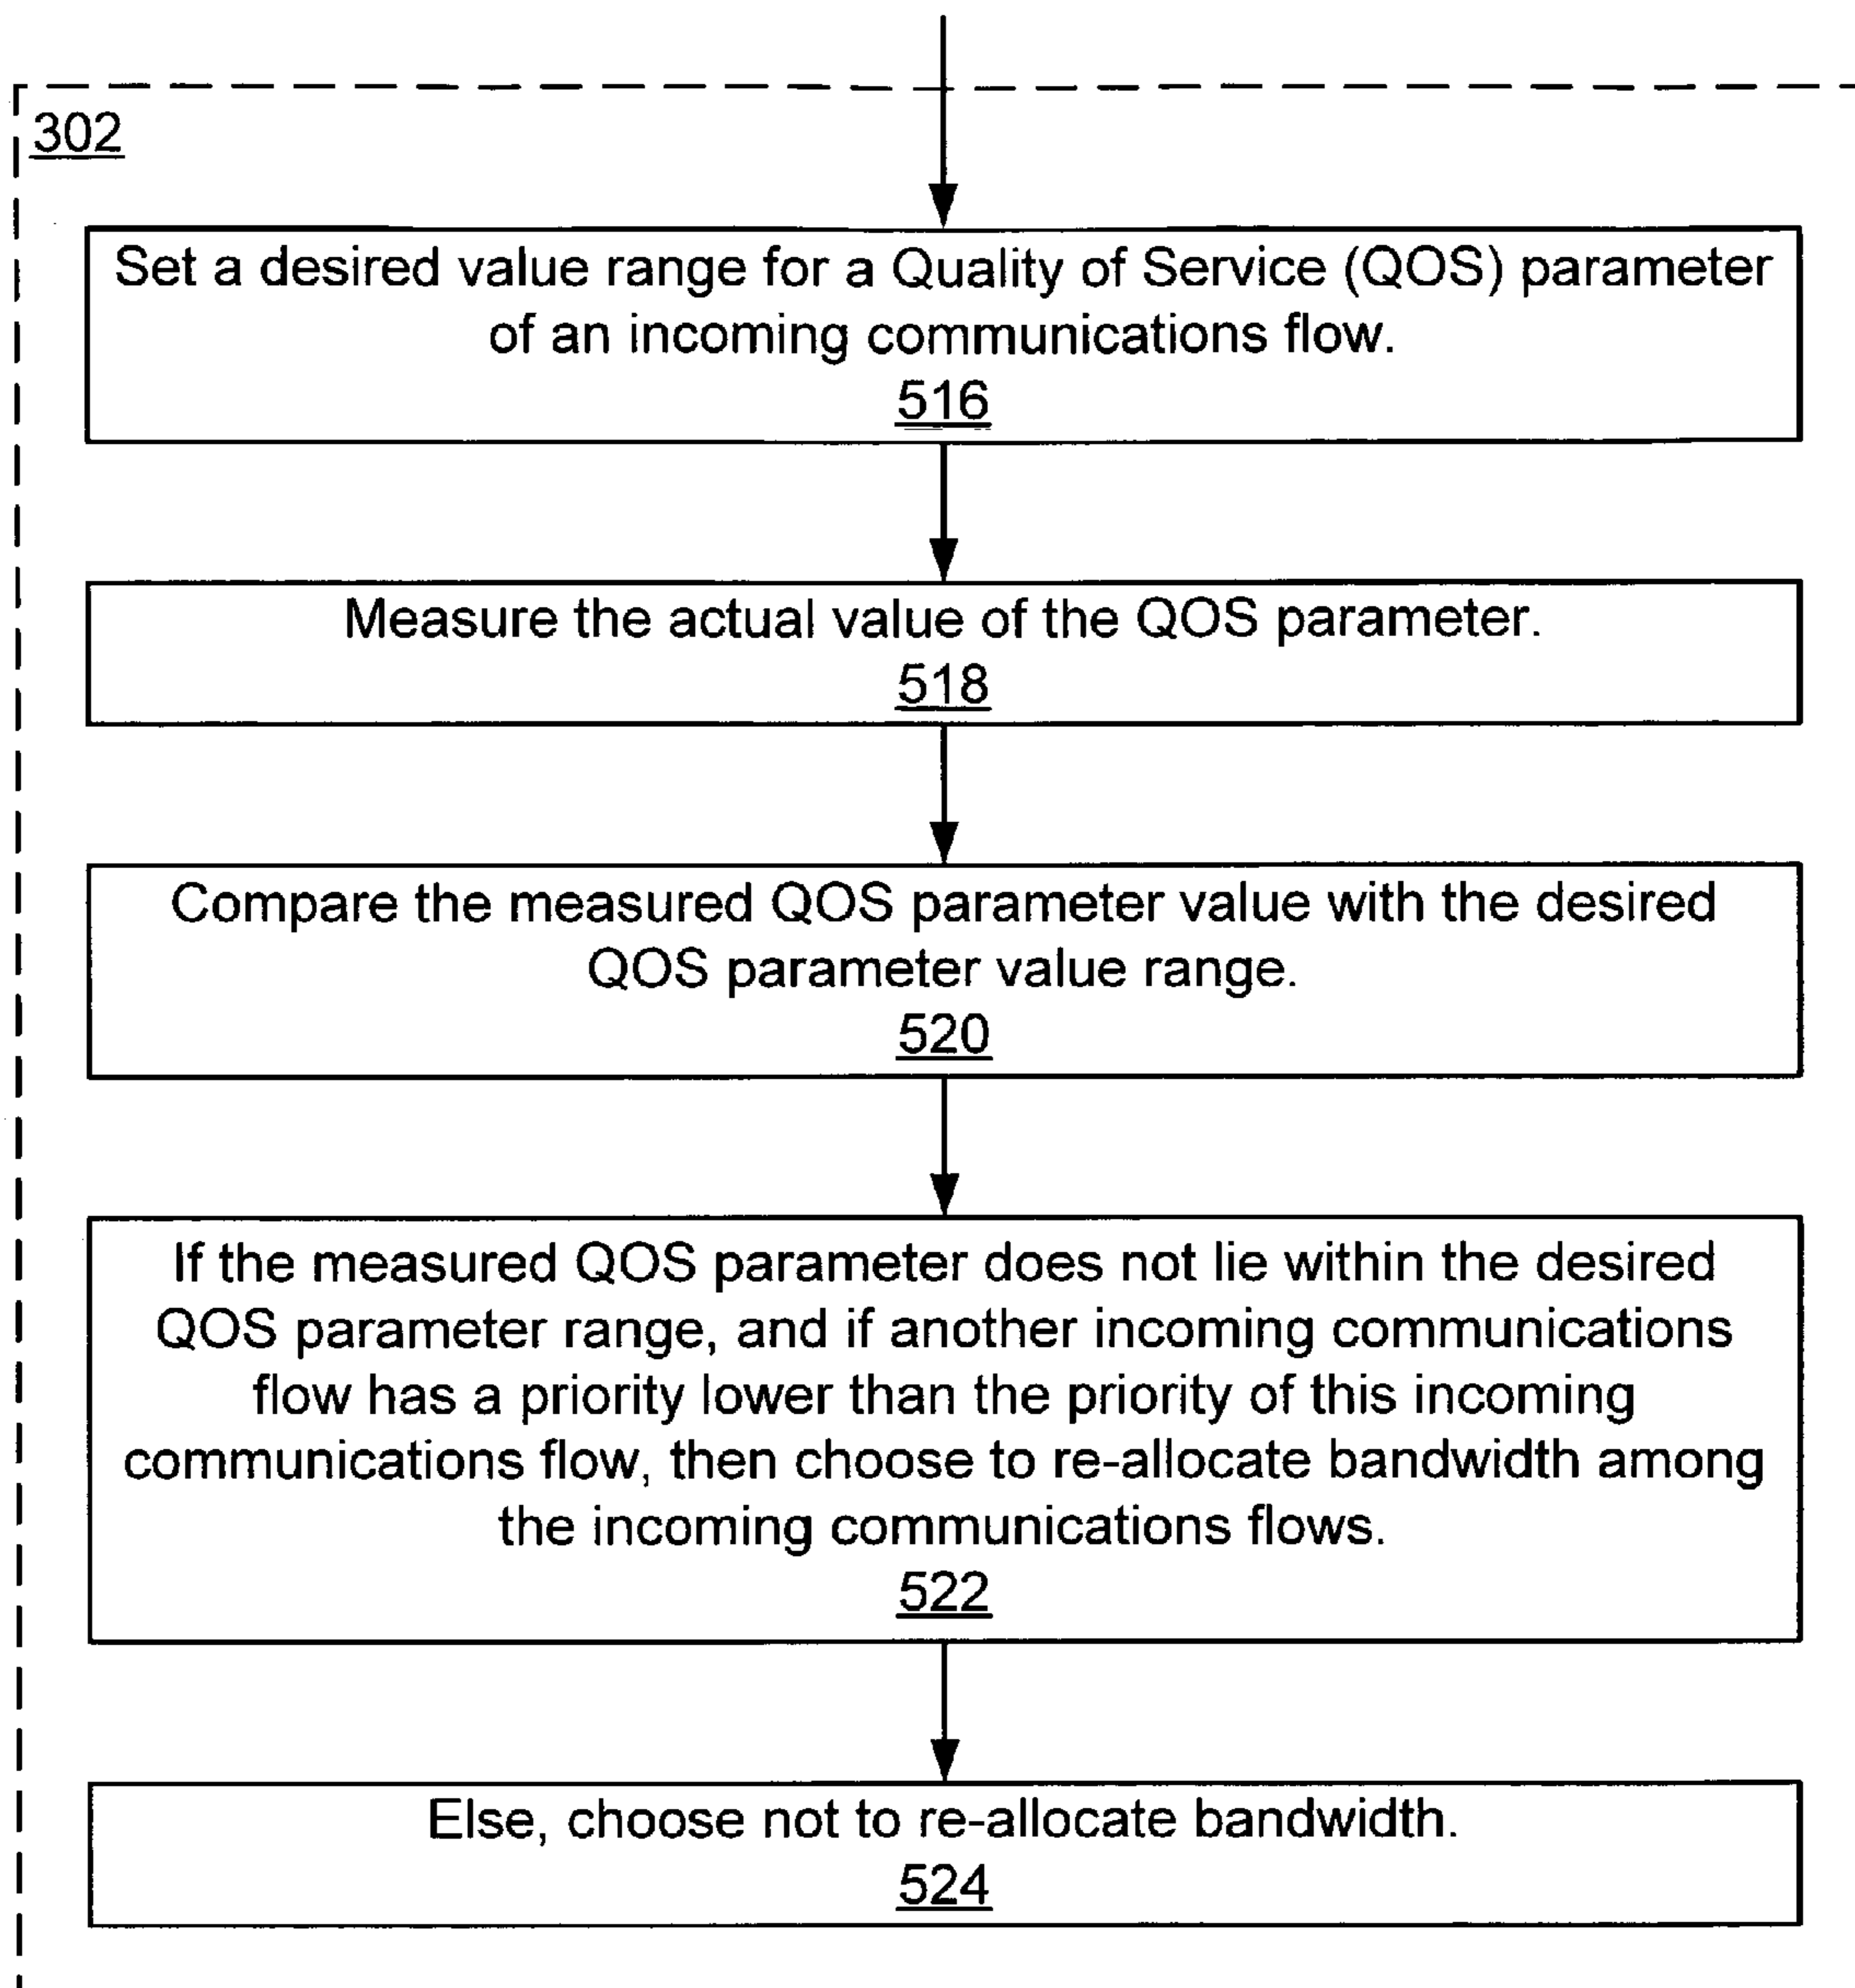 302
Set a desired value range for a Quality of Service (QOS) parameter
of an incoming communications flow.
516
Measure the actual value of the QOS parameter.
518
Compare the measured QOS parameter value with the desired
QOS parameter value range.
520
If the measured QOS parameter does not lie within the desired
QOS parameter range, and if another incoming communications
flow has a priority lower than the priority of this incoming
communications flow, then choose to re-allocate bandwidth among
the incoming communications flows.
522
Else, choose not to re-allocate bandwidth.
524